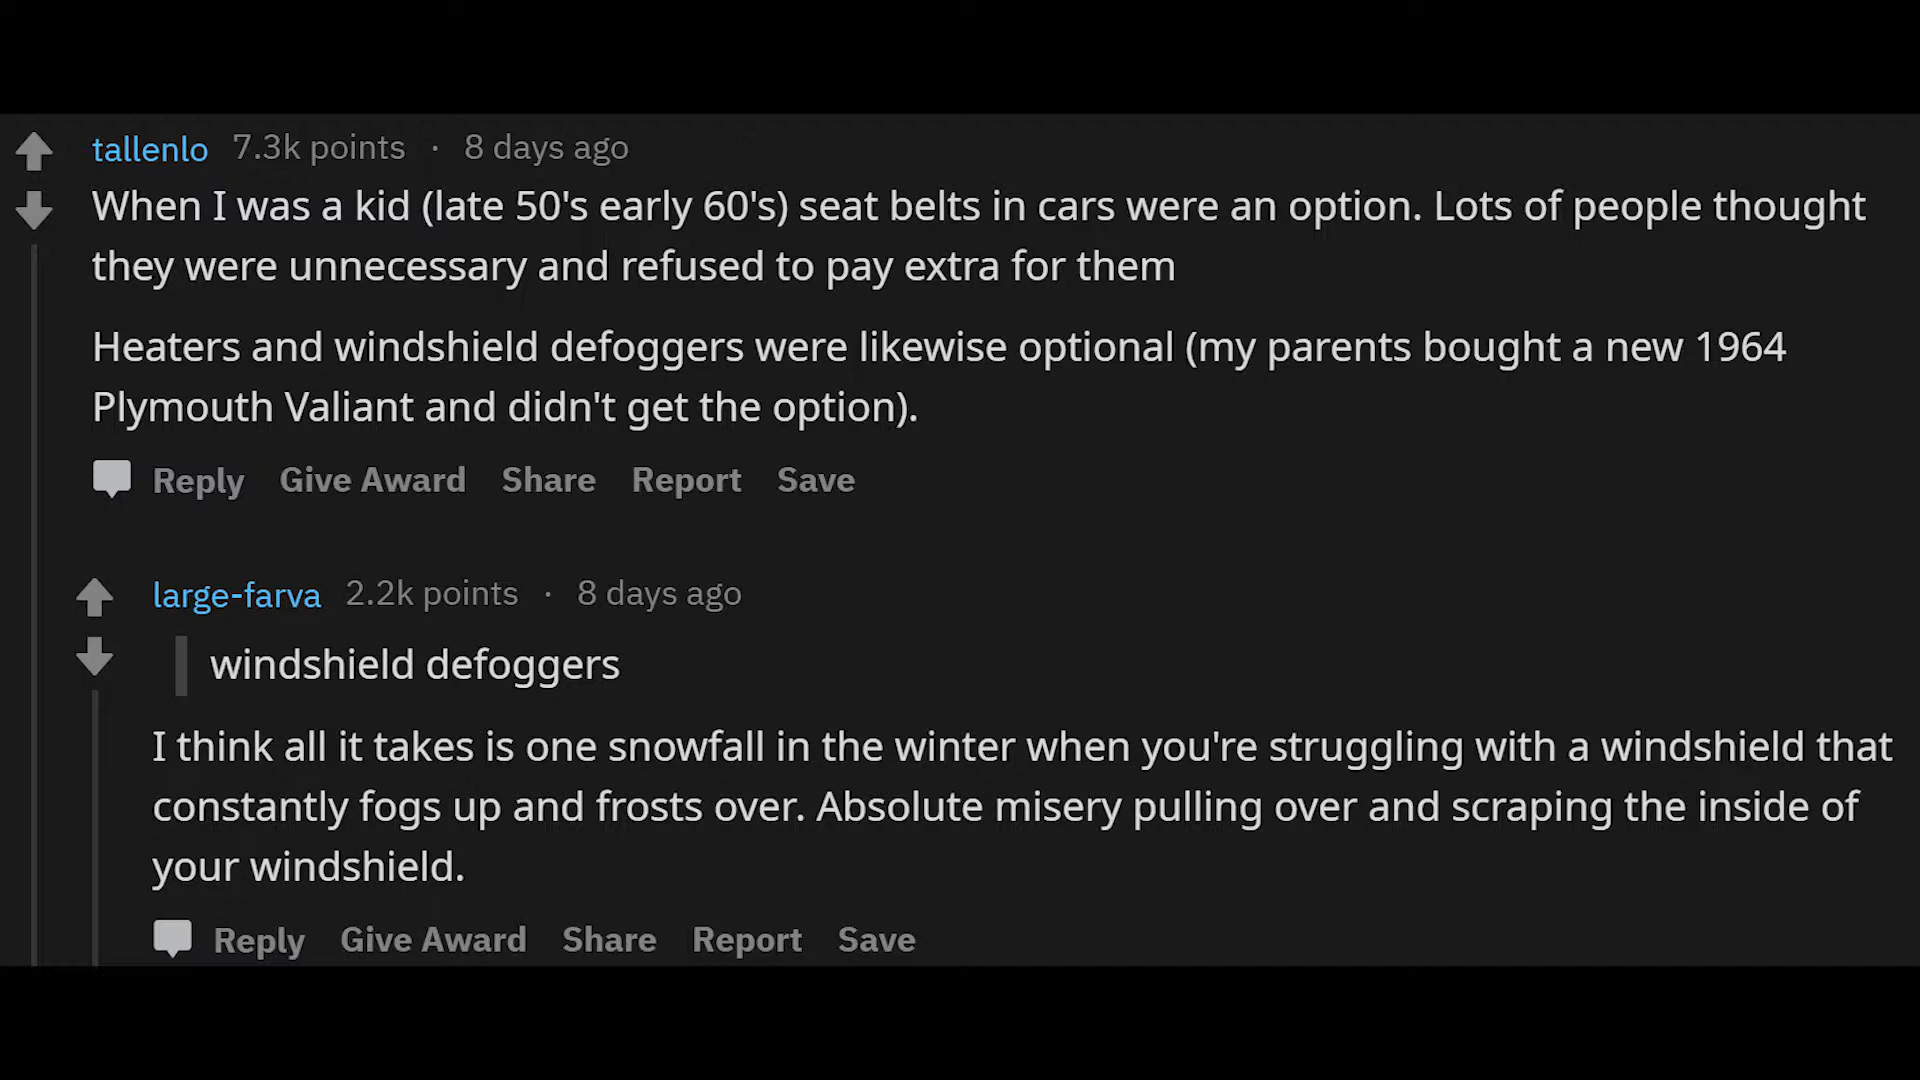 tallenlo 7.3k points · 8 days ago
When I was a kid (late 50's early 60's) seat belts in cars were an option. Lots of people thought
they were unnecessary and refused to pay extra for them
Heaters and windshield defoggers were likewise optional (my parents bought a new 1964
Plymouth Valiant and didn't get the option).
Reply Give Award Share Report Save
large-farva 2.2k points · 8 days ago
windshield defoggers
I think all it takes is one snowfall in the winter when you're struggling with a windshield that
constantly fogs up and frosts over. Absolute misery pulling over and scraping the inside of
your windshield.
Reply Give Award Share Report Save